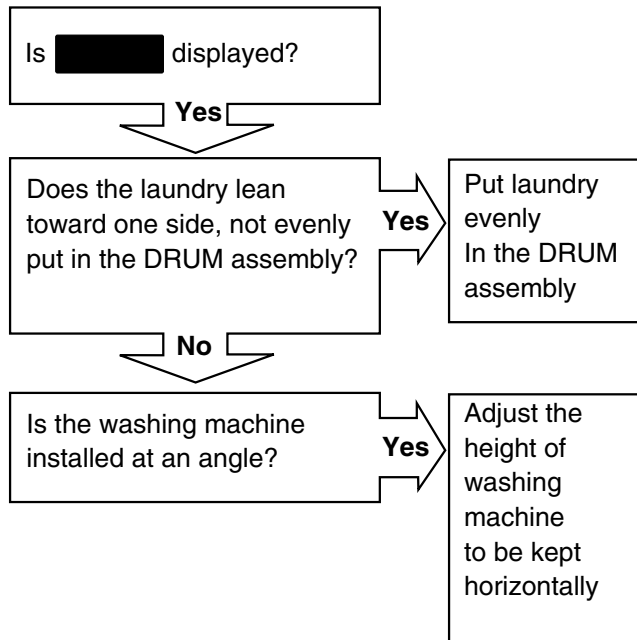 Is displayed?
Yes
Does the laundry lean
toward one side, not evenly
put in the DRUM assembly?
Yes
Put laundry
evenly
In the DRUM
assembly
No
Is the washing machine
installed at an angle?
Yes
Adjust the
height of
washing
machine
to be kept
horizontally